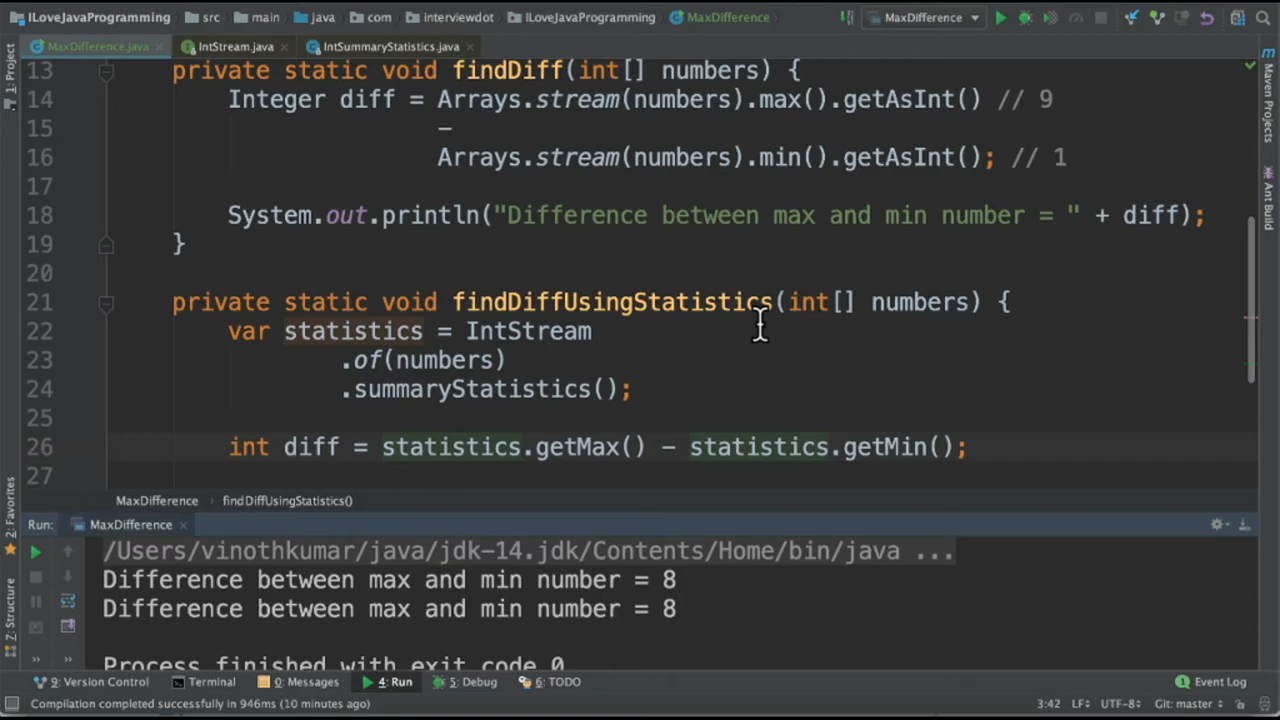 ILoveJavaProgramming src main java com interviewdot ILoveJavaProgramming MaxDifference MaxDifference
MaxDifference.java IntStream.java IntSummaryStatistics.java
1: Project
Maven Projects
Ant Build
2: Favorites
7: Structure
13 private static void findDiff(int[] numbers) {
14 Integer diff = Arrays.stream(numbers).max().getAsInt() // 9
15 -
16 Arrays.stream(numbers).min().getAsInt(); // 1
17
18 System.out.println("Difference between max and min number = " + diff);
19 }
20
21 private static void findDiffUsingStatistics(int[] numbers) {
22 var statistics = IntStream
23 .of(numbers)
24 .summaryStatistics();
25
26 int diff = statistics.getMax() - statistics.getMin();
27
MaxDifference › findDiffUsingStatistics()
Run: MaxDifference
/Users/vinothkumar/java/jdk-14.jdk/Contents/Home/bin/java ...
Difference between max and min number = 8
Difference between max and min number = 8
Process finished with exit code 0
9: Version Control Terminal 0: Messages 4: Run 5: Debug 6: TODO Event Log
Compilation completed successfully in 946ms (10 minutes ago) 3:42 LF÷ UTF-8÷ Git: master÷